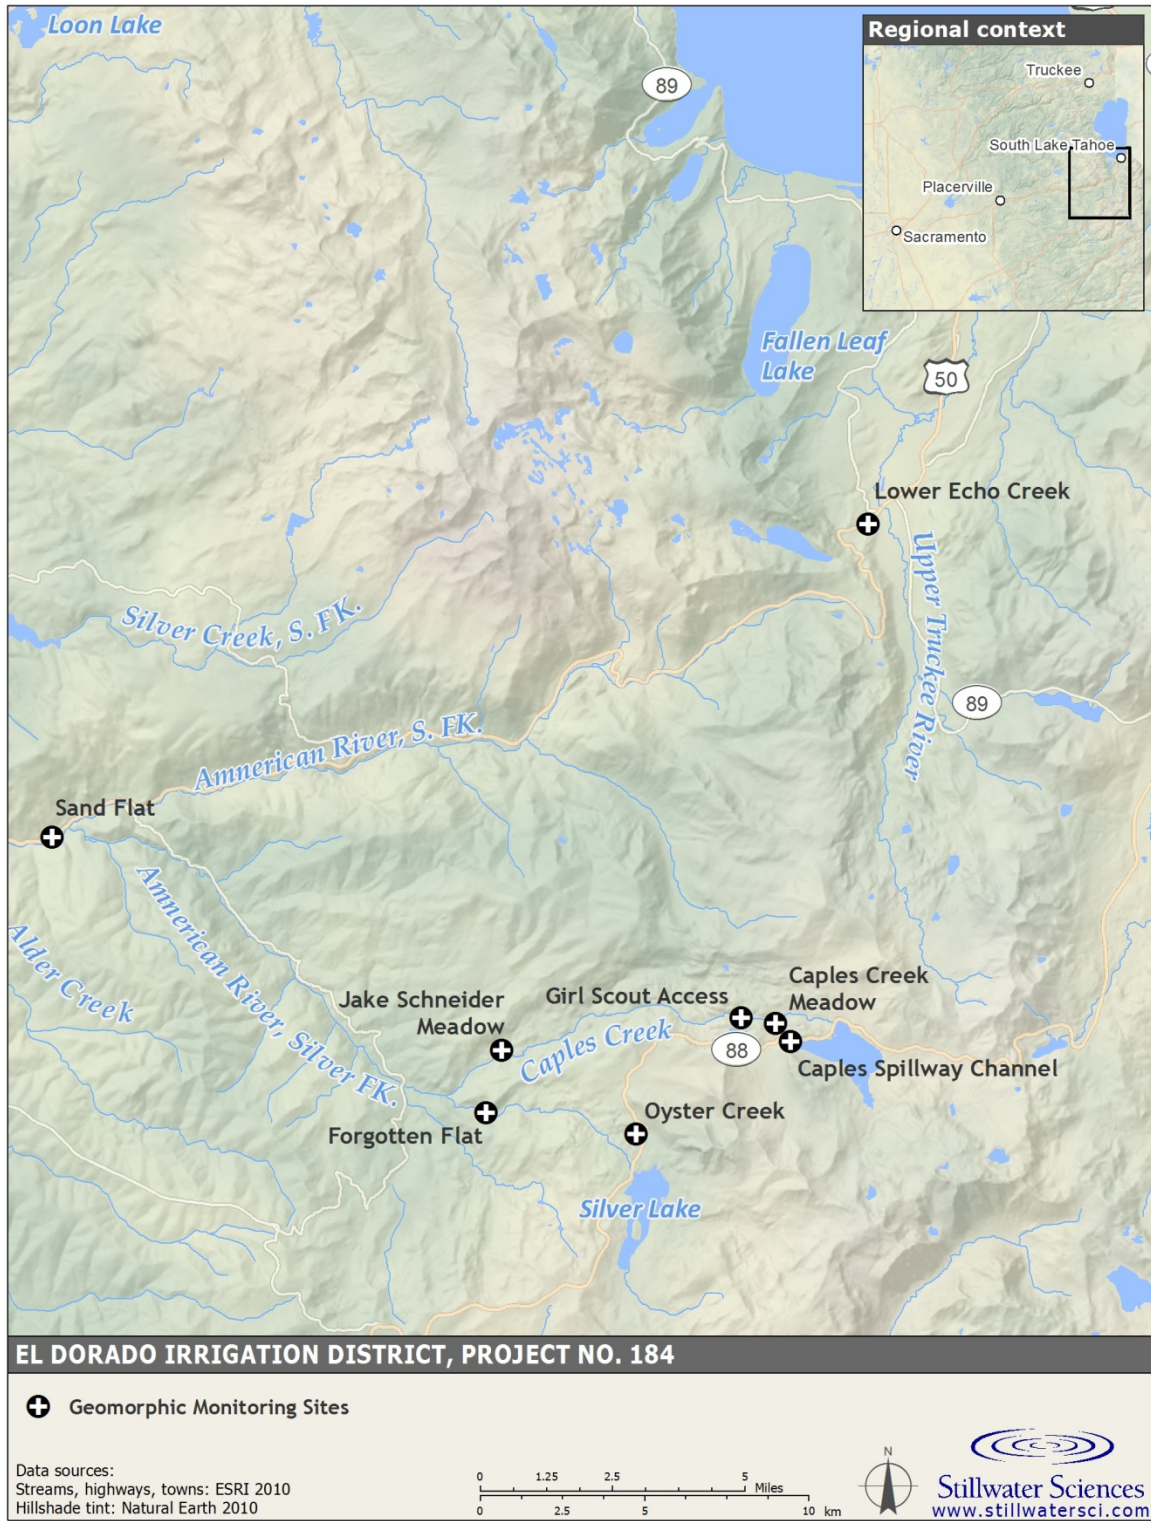 Loon Lake
89
Regional context
Truckee
South Lake Tahoe
Placerville
Sacramento
Fallen Leaf
Lake
50
Lower Echo Creek
Upper Truckee River
Silver Creek, S. FK.
89
Amnerican River, S. FK.
Sand Flat
Amnerican River, Silver FK.
Alder Creek
Jake Schneider
Meadow
Girl Scout Access
Caples Creek
Meadow
Caples Creek
88
Caples Spillway Channel
Forgotten Flat
Oyster Creek
Silver Lake
EL DORADO IRRIGATION DISTRICT, PROJECT NO. 184
Geomorphic Monitoring Sites
Data sources:
Streams, highways, towns: ESRI 2010
Hillshade tint: Natural Earth 2010
0 1.25 2.5 5
Miles
0 2.5 5 10 km
N
Stillwater Sciences
www.stillwatersci.com